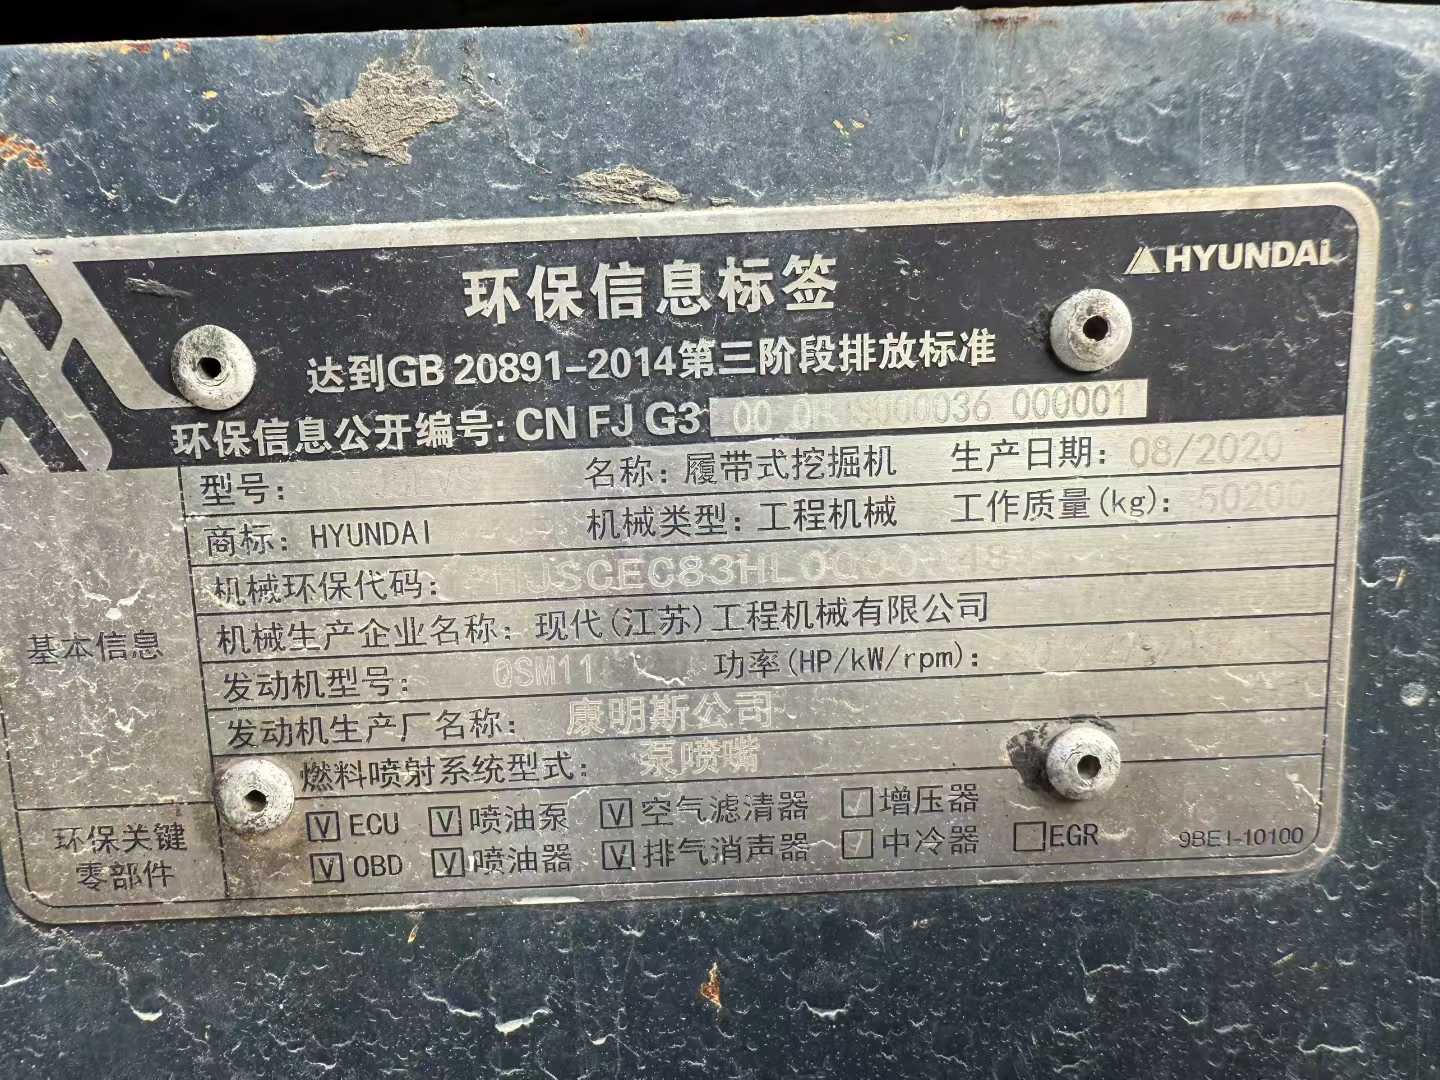 HYUNDAI
环保信息标签
达到GB 20891-2014第三阶段排放标准
环保信息公开编号: CN FJ G3 00 000036 000001
型号: 名称: 履带式挖掘机 生产日期: 08/2020
商标: HYUNDAI 机械类型: 工程机械 工作质量(kg): 50200
机械环保代码:
基本信息
机械生产企业名称: 现代(江苏)工程机械有限公司
发动机型号: QSM11 功率(HP/kW/rpm):
发动机生产厂名称: 康明斯公司
燃料喷射系统型式: 泵喷嘴
环保关键
零部件
V ECU V 喷油泵 V 空气滤清器 增压器
V OBD V 喷油器 V 排气消声器 中冷器 EGR
9BE1-10100